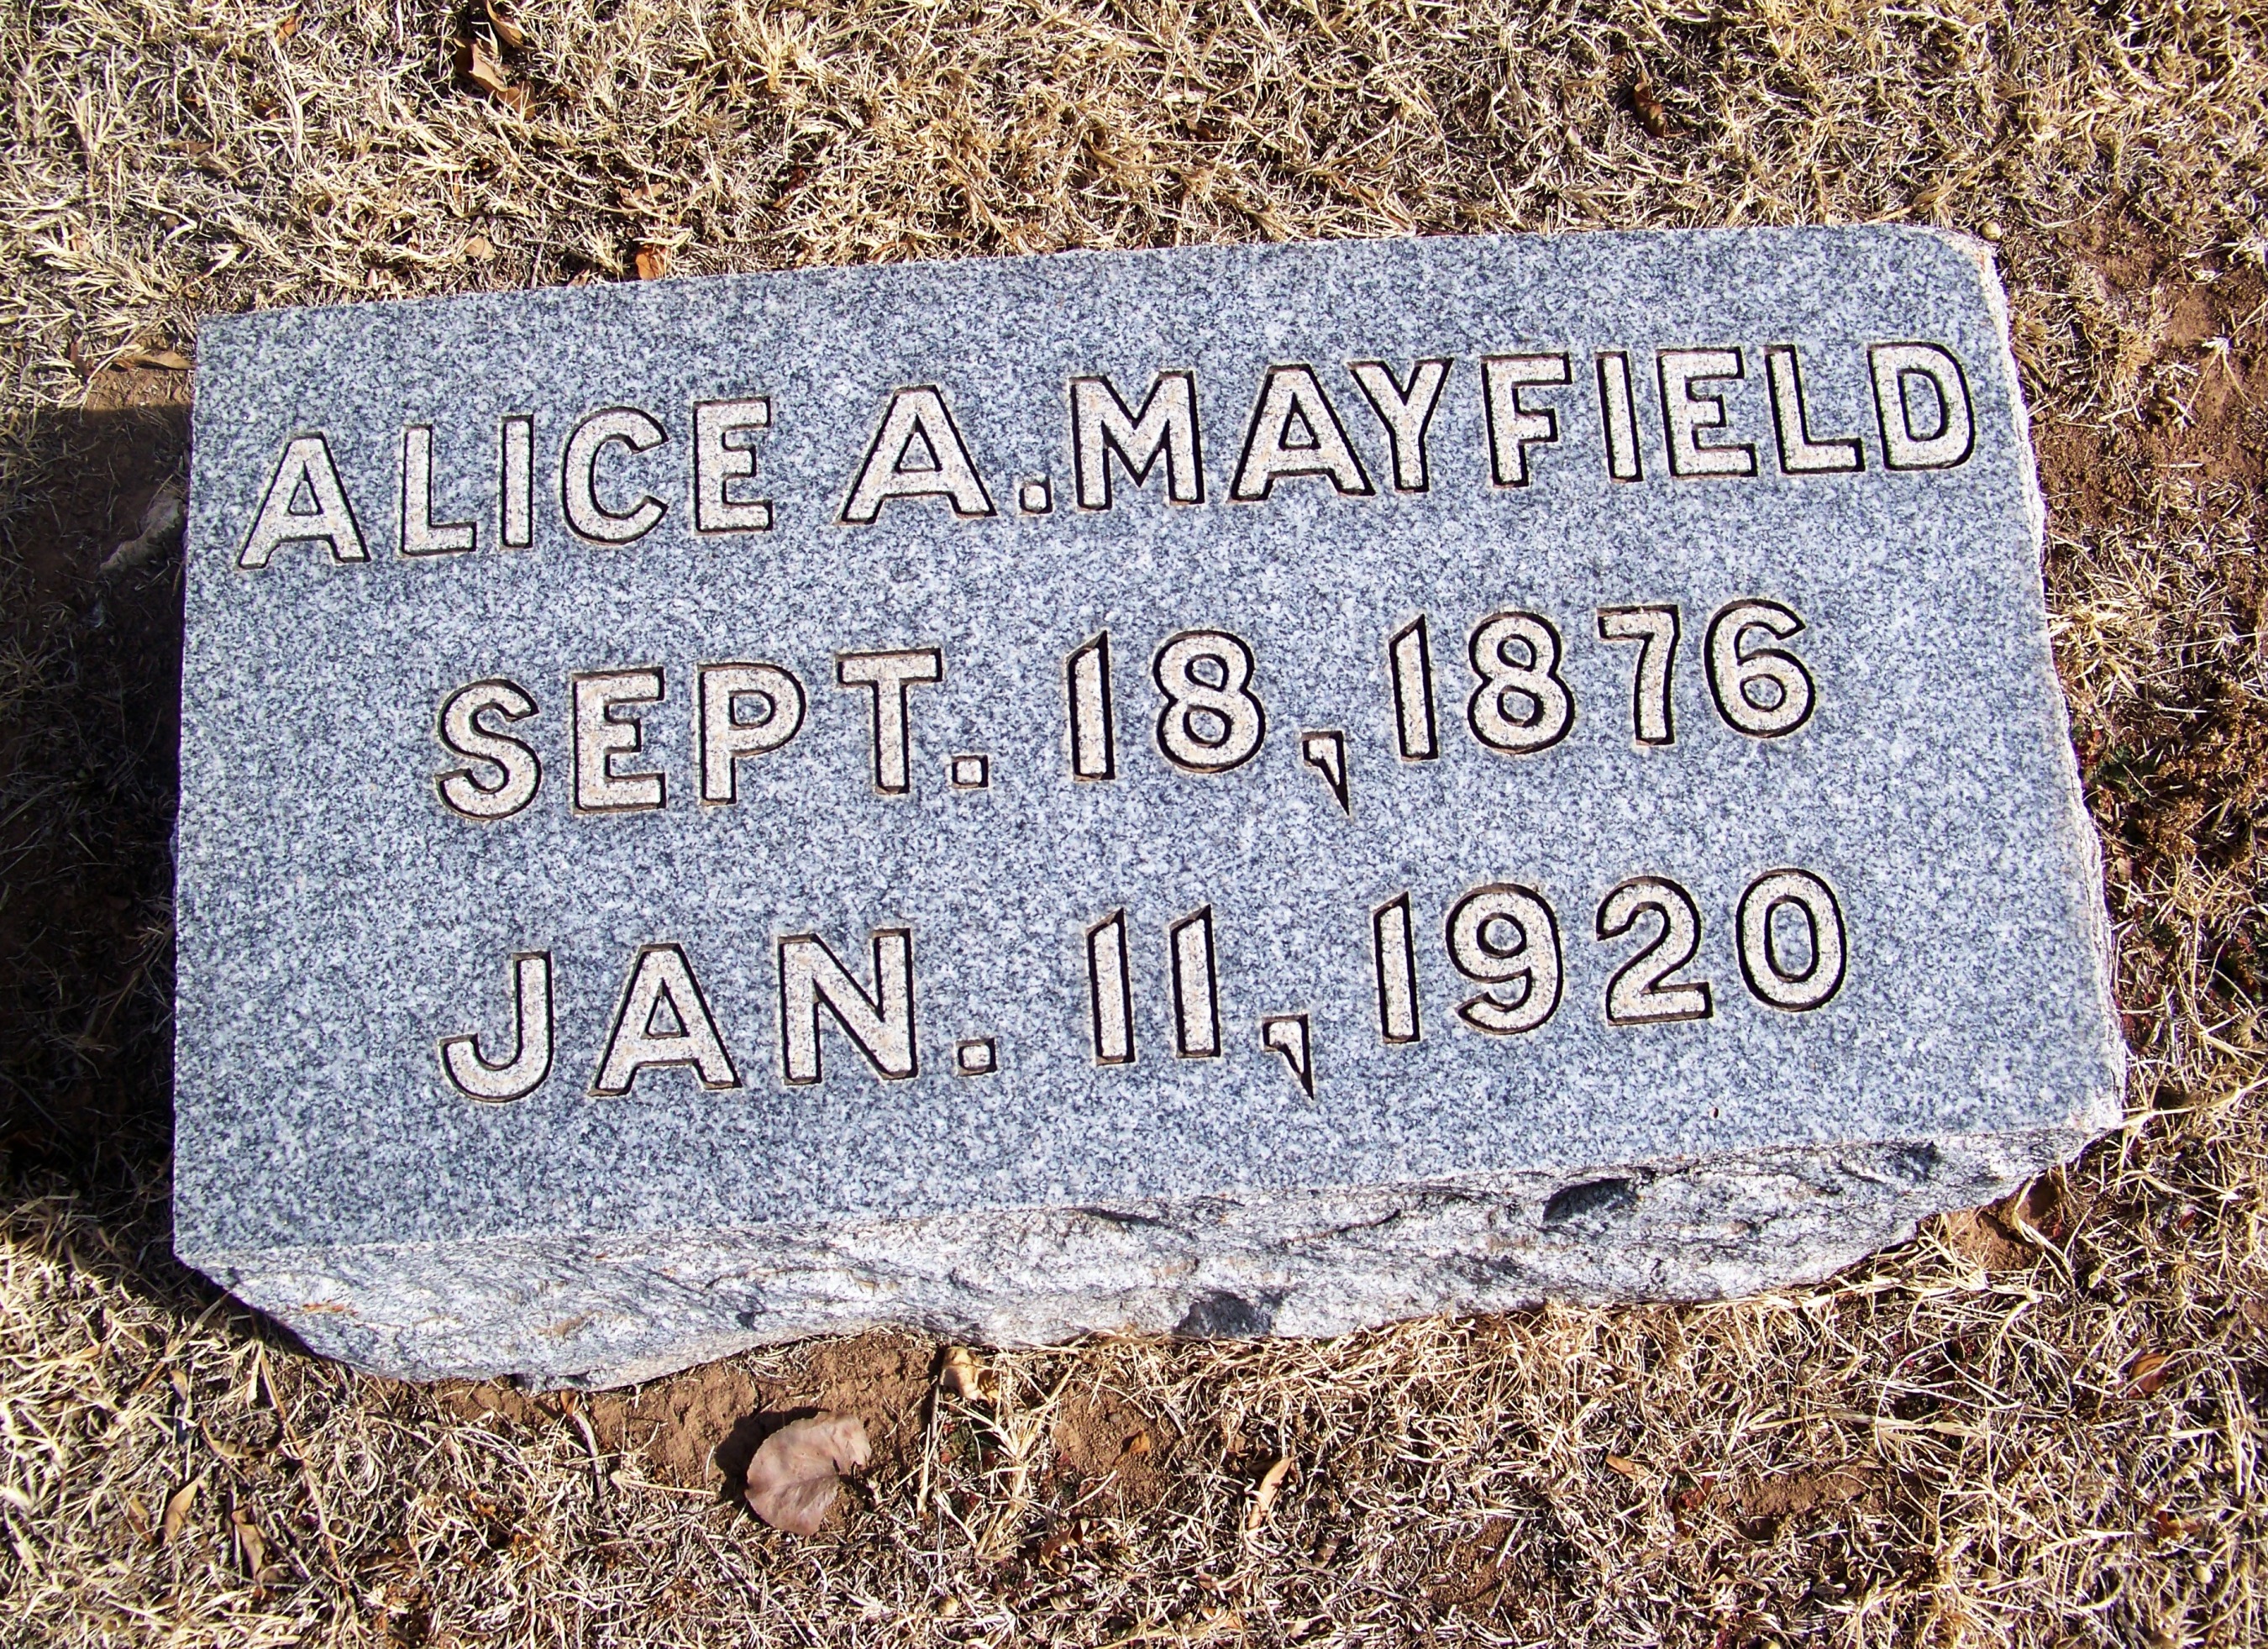 ALICE A. MAYFIELD
SEPT. 18, 1876
JAN. 11, 1920